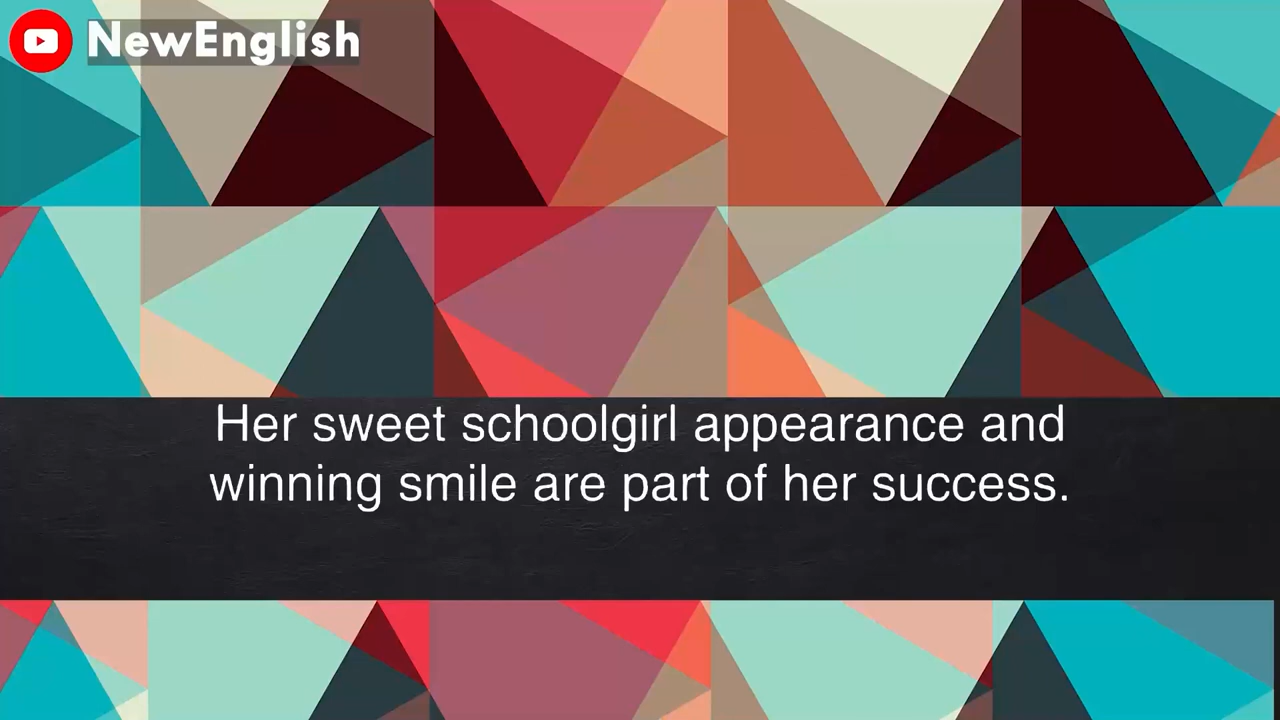 NewEnglish
Her sweet schoolgirl appearance and
winning smile are part of her success.